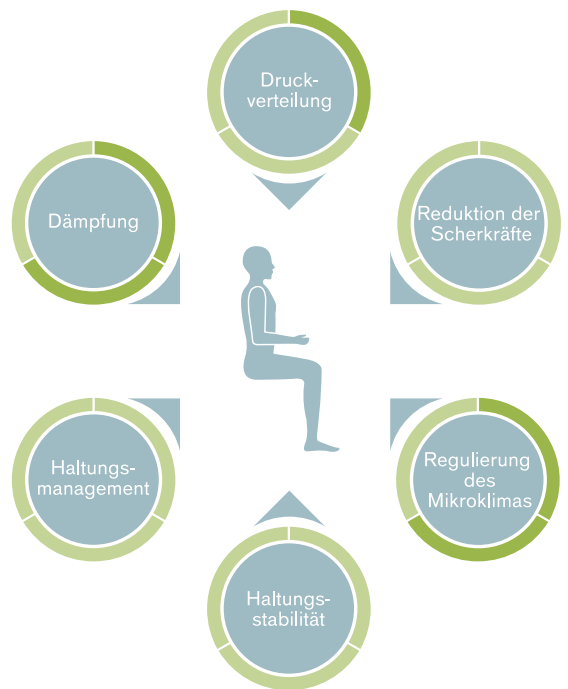 Druck-
verteilung
Dämpfung
Reduktion der
Scherkräfte
Haltungs-
management
Regulierung
des
Mikroklimas
Haltungs-
stabilität